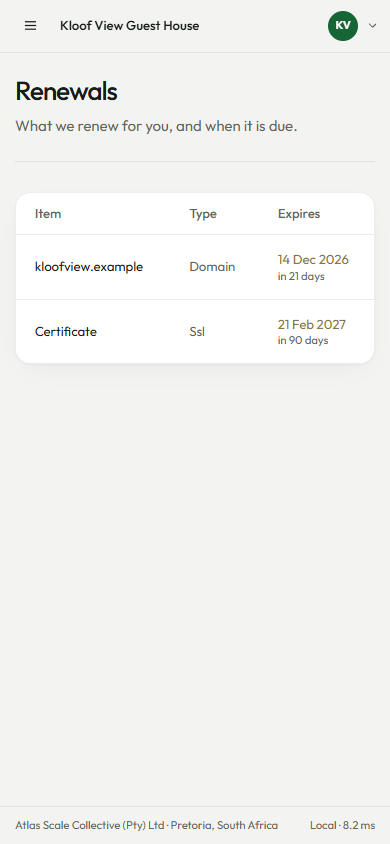 Kloof View Guest House
KV
Renewals
What we renew for you, and when it is due.
Item Type Expires
kloofview.example Domain 14 Dec 2026
in 21 days
Certificate Ssl 21 Feb 2027
in 90 days
Atlas Scale Collective (Pty) Ltd · Pretoria, South Africa Local · 8.2 ms